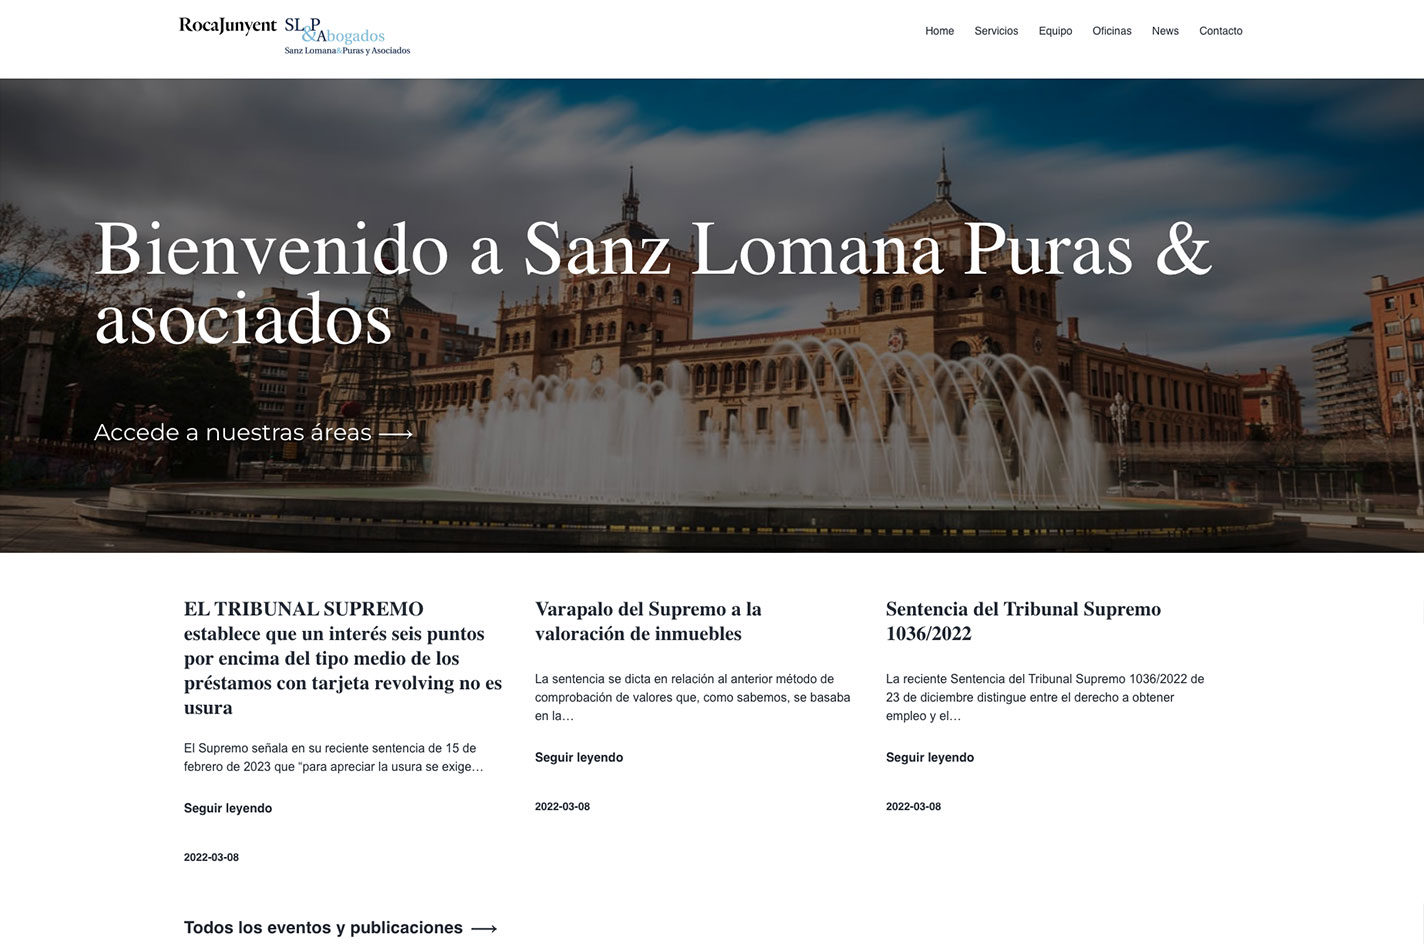 RocaJunyent
SL&P
&Abogados
Sanz Lomana&Puras y Asociados
Home
Servicios
Equipo
Oficinas
News
Contacto
Bienvenido a Sanz Lomana Puras &
asociados
Accede a nuestras áreas ⟶
EL TRIBUNAL SUPREMO
establece que un interés seis puntos
por encima del tipo medio de los
préstamos con tarjeta revolving no es
usura
El Supremo señala en su reciente sentencia de 15 de
febrero de 2023 que “para apreciar la usura se exige…
Seguir leyendo
2022-03-08
Varapalo del Supremo a la
valoración de inmuebles
La sentencia se dicta en relación al anterior método de
comprobación de valores que, como sabemos, se basaba
en la…
Seguir leyendo
2022-03-08
Sentencia del Tribunal Supremo
1036/2022
La reciente Sentencia del Tribunal Supremo 1036/2022 de
23 de diciembre distingue entre el derecho a obtener
empleo y el…
Seguir leyendo
2022-03-08
Todos los eventos y publicaciones ⟶